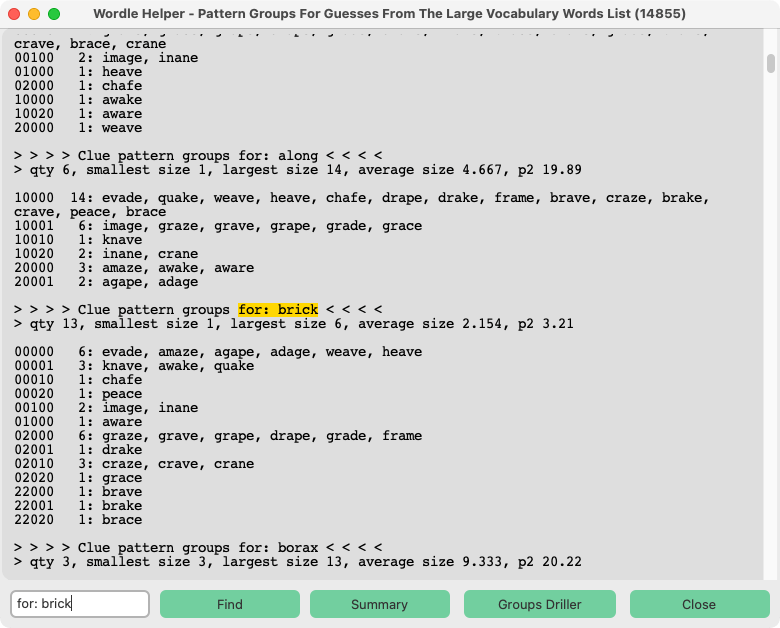 Wordle Helper - Pattern Groups For Guesses From The Large Vocabulary Words List (14855)
crave, brace, crane
00100   2: image, inane
01000   1: heave
02000   1: chafe
10000   1: awake
10020   1: aware
20000   1: weave
> > > > Clue pattern groups for: along < < < <
> qty 6, smallest size 1, largest size 14, average size 4.667, p2 19.89
10000  14: evade, quake, weave, heave, chafe, drape, drake, frame, brave, craze, brake,
crave, peace, brace
10001   6: image, graze, grave, grape, grade, grace
10010   1: knave
10020   2: inane, crane
20000   3: amaze, awake, aware
20001   2: agape, adage
> > > > Clue pattern groups for: brick < < < <
> qty 13, smallest size 1, largest size 6, average size 2.154, p2 3.21
00000   6: evade, amaze, agape, adage, weave, heave
00001   3: knave, awake, quake
00010   1: chafe
00020   1: peace
00100   2: image, inane
01000   1: aware
02000   6: graze, grave, grape, drape, grade, frame
02001   1: drake
02010   3: craze, crave, crane
02020   1: grace
22000   1: brave
22001   1: brake
22020   1: brace
> > > > Clue pattern groups for: borax < < < <
> qty 3, smallest size 3, largest size 13, average size 9.333, p2 20.22
for: brick
Find
Summary
Groups Driller
Close